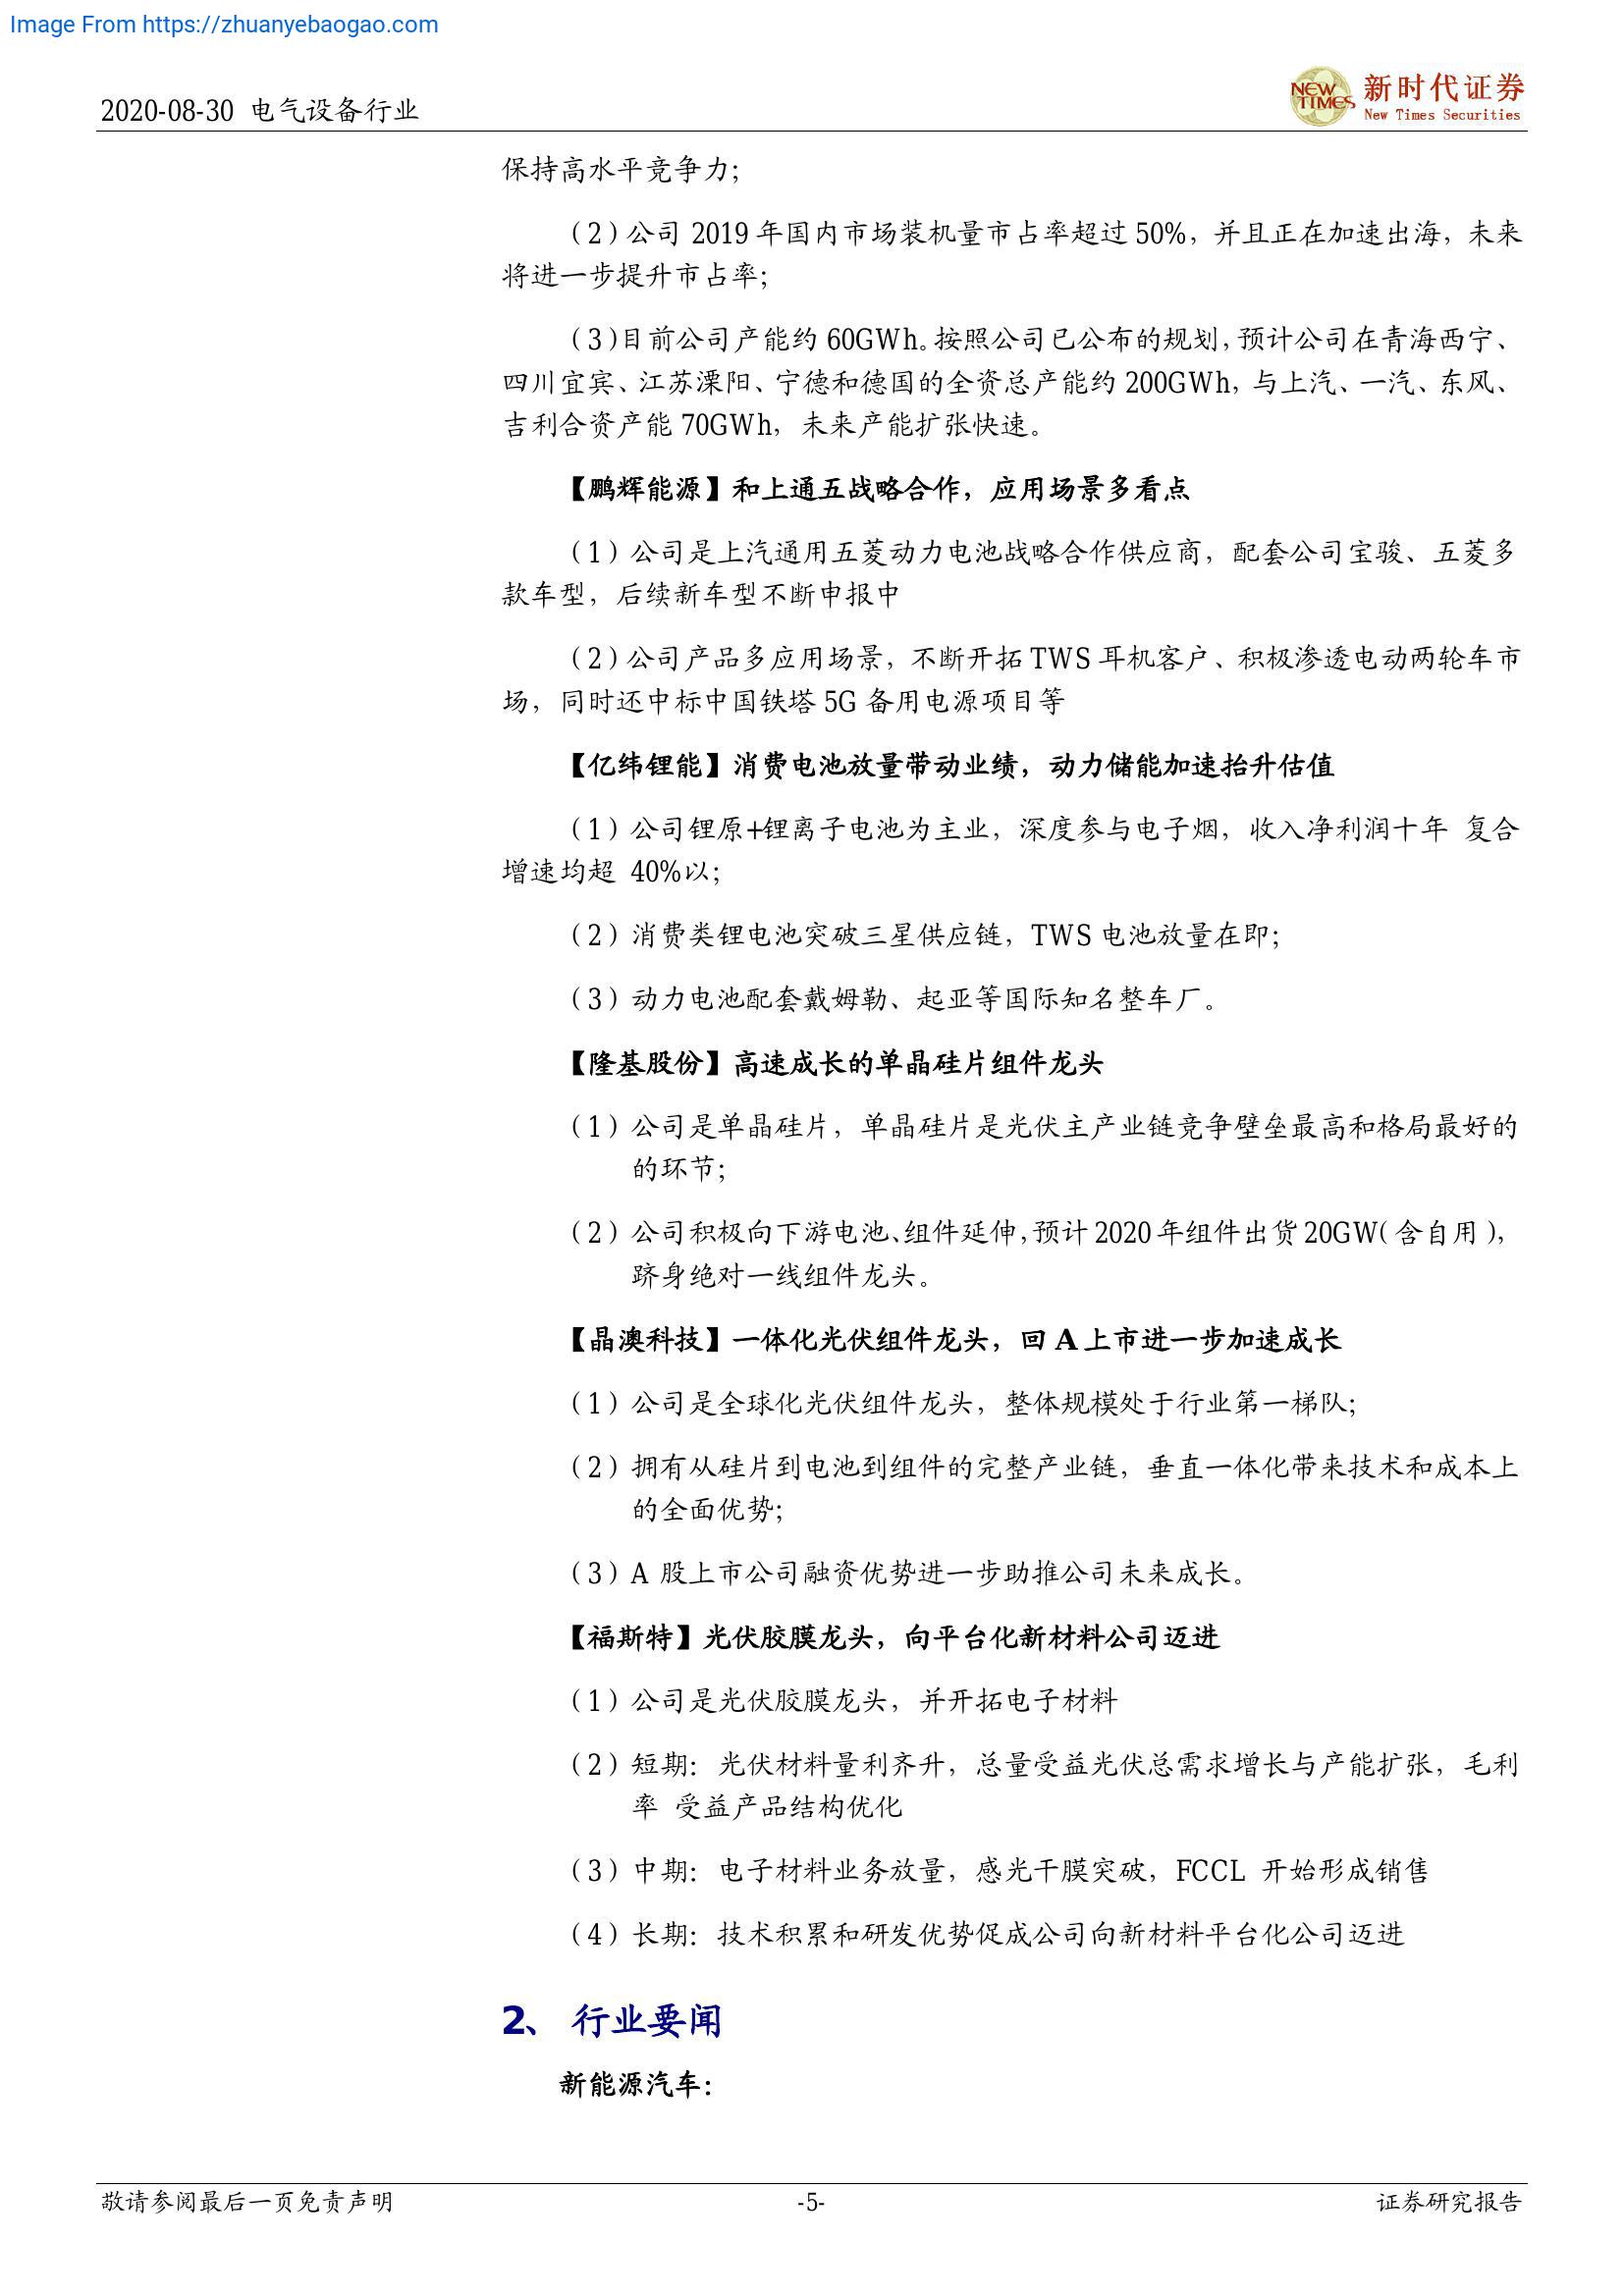 Image From https://zhuanyebaogao.com
2020-08-30 电气设备行业
NEW TIMES 新时代证券
New Times Securities
保持高水平竞争力;
（2）公司 2019 年国内市场装机量市占率超过 50%，并且正在加速出海，未来
将进一步提升市占率;
（3）目前公司产能约 60GWh。按照公司已公布的规划，预计公司在青海西宁、
四川宜宾、江苏溧阳、宁德和德国的全资总产能约 200GWh，与上汽、一汽、东风、
吉利合资产能 70GWh，未来产能扩张快速。
【鹏辉能源】和上通五战略合作，应用场景多看点
（1）公司是上汽通用五菱动力电池战略合作供应商，配套公司宝骏、五菱多
款车型，后续新车型不断申报中
（2）公司产品多应用场景，不断开拓 TWS 耳机客户、积极渗透电动两轮车市
场，同时还中标中国铁塔 5G 备用电源项目等
【亿纬锂能】消费电池放量带动业绩，动力储能加速抬升估值
（1）公司锂原+锂离子电池为主业，深度参与电子烟，收入净利润十年 复合
增速均超 40%以;
（2）消费类锂电池突破三星供应链，TWS 电池放量在即;
（3）动力电池配套戴姆勒、起亚等国际知名整车厂。
【隆基股份】高速成长的单晶硅片组件龙头
（1）公司是单晶硅片，单晶硅片是光伏主产业链竞争壁垒最高和格局最好的
的环节;
（2）公司积极向下游电池、组件延伸，预计 2020 年组件出货 20GW（含自用），
跻身绝对一线组件龙头。
【晶澳科技】一体化光伏组件龙头，回 A 上市进一步加速成长
（1）公司是全球化光伏组件龙头，整体规模处于行业第一梯队;
（2）拥有从硅片到电池到组件的完整产业链，垂直一体化带来技术和成本上
的全面优势;
（3）A 股上市公司融资优势进一步助推公司未来成长。
【福斯特】光伏胶膜龙头，向平台化新材料公司迈进
（1）公司是光伏胶膜龙头，并开拓电子材料
（2）短期：光伏材料量利齐升，总量受益光伏总需求增长与产能扩张，毛利
率 受益产品结构优化
（3）中期：电子材料业务放量，感光干膜突破，FCCL 开始形成销售
（4）长期：技术积累和研发优势促成公司向新材料平台化公司迈进
2、 行业要闻
新能源汽车：
敬请参阅最后一页免责声明 -5- 证券研究报告